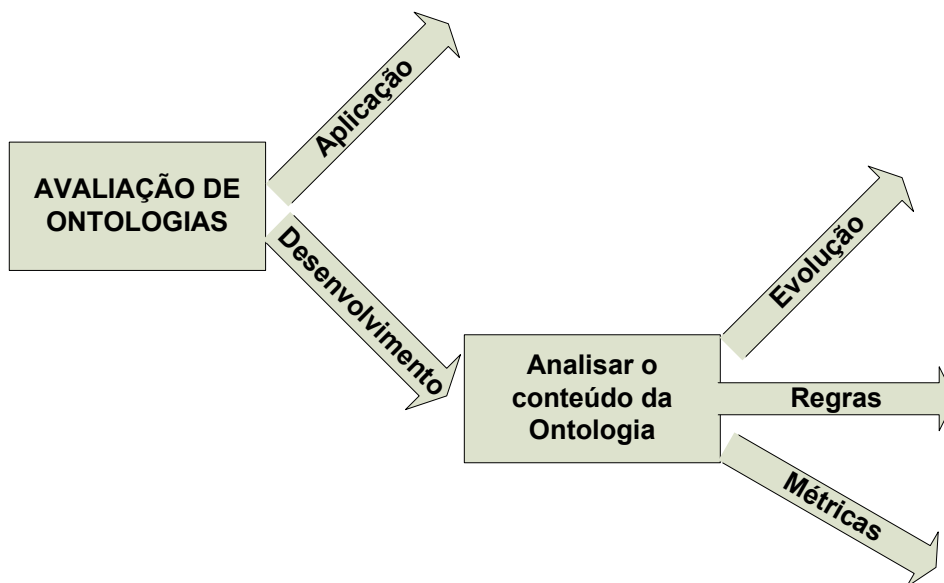 Aplicação
AVALIAÇÃO DE
ONTOLOGIAS
Desenvolvimento
Evolução
Analisar o
conteúdo da
Ontologia
Regras
Métricas